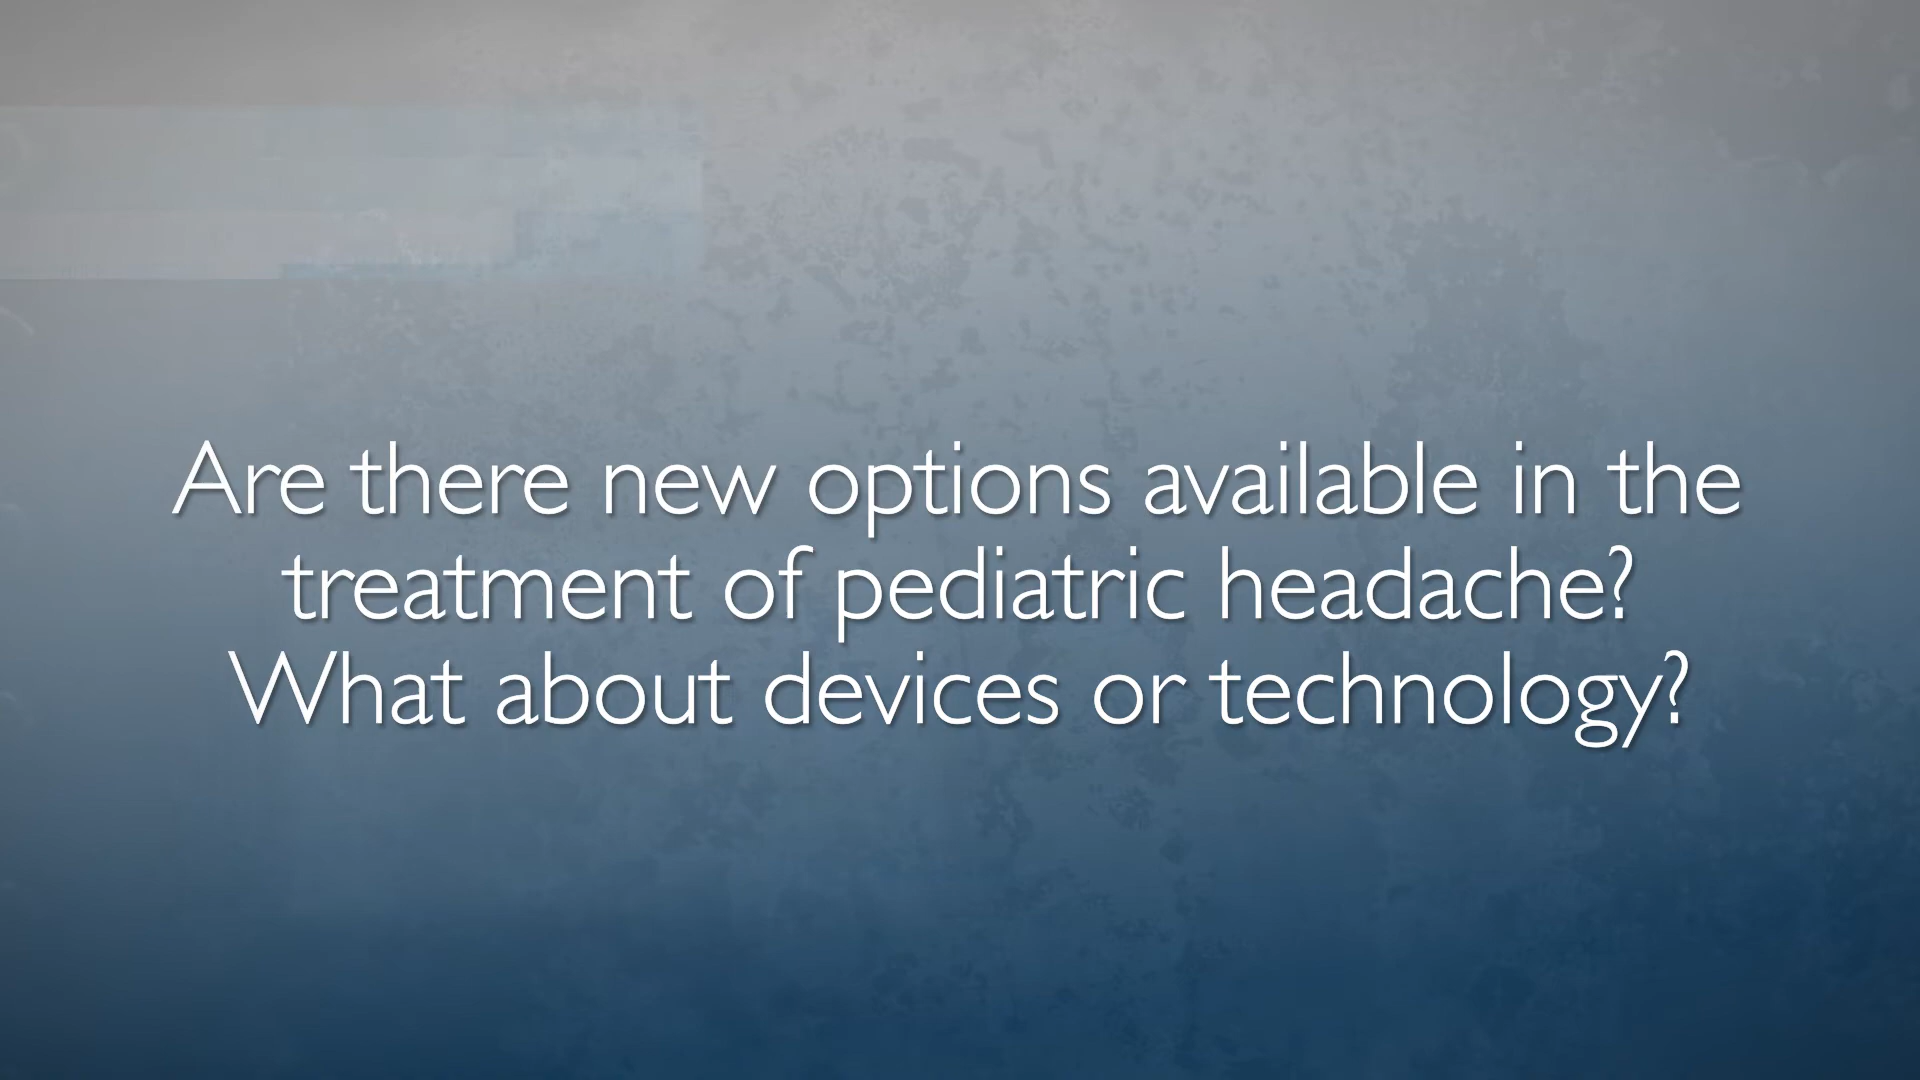 Are there new options available in the
treatment of pediatric headache?
What about devices or technology?